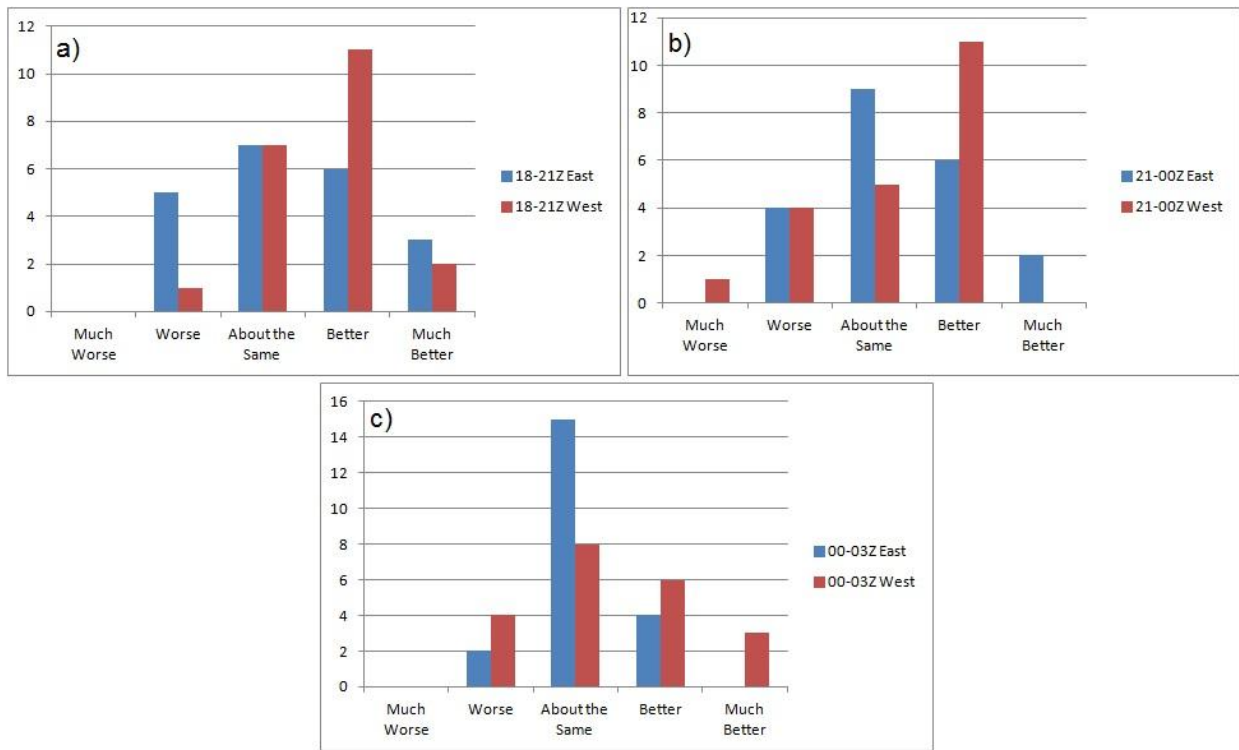 a)
12
10
8
6
4
2
0
Much Worse
Worse
About the Same
Better
Much Better
18-21Z East
18-21Z West
b)
12
10
8
6
4
2
0
Much Worse
Worse
About the Same
Better
Much Better
21-00Z East
21-00Z West
c)
16
14
12
10
8
6
4
2
0
Much Worse
Worse
About the Same
Better
Much Better
00-03Z East
00-03Z West